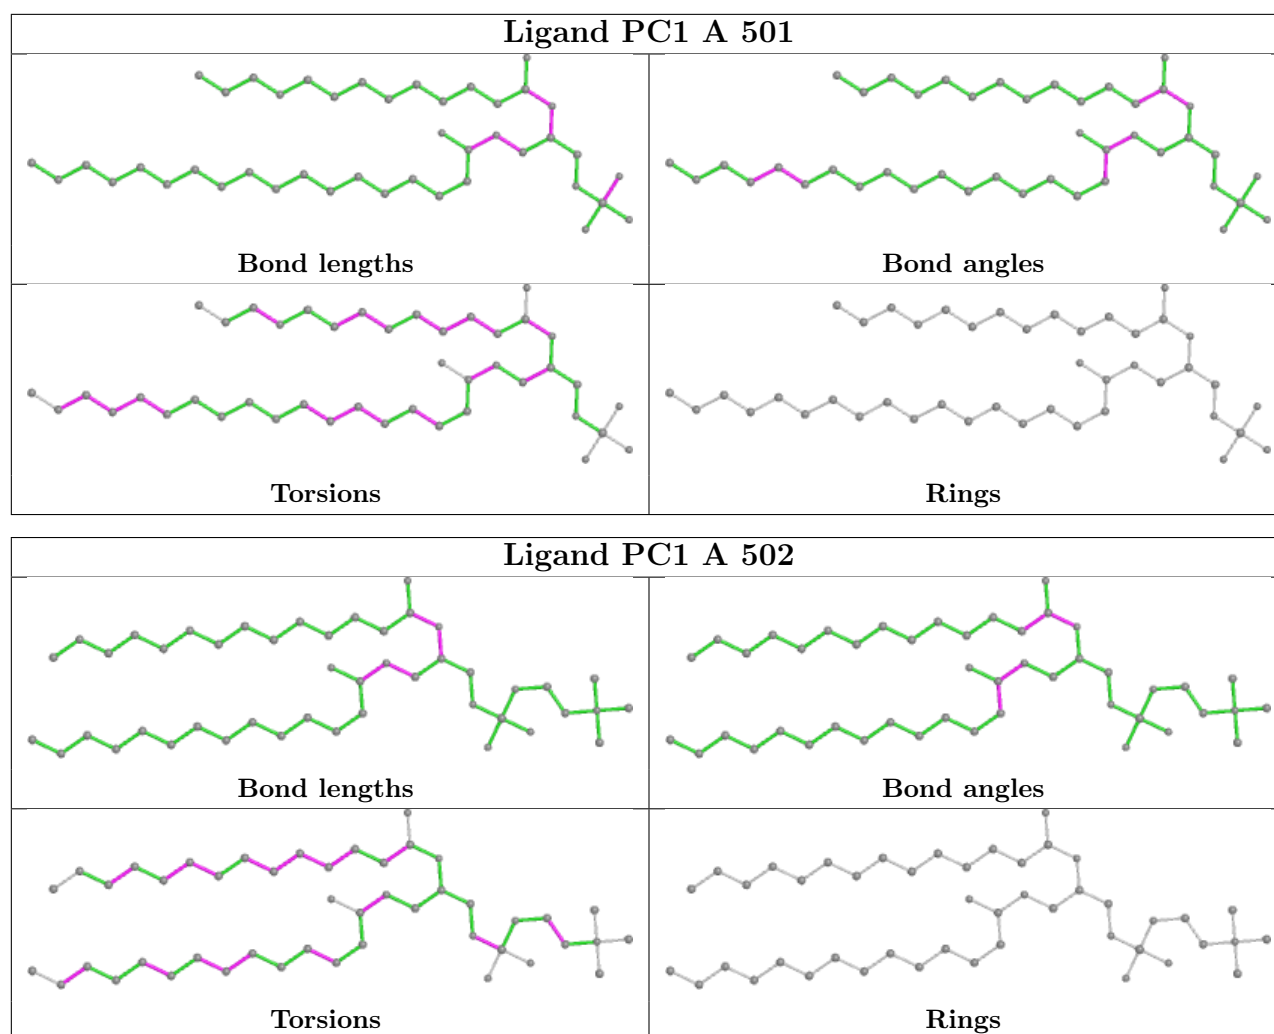 Ligand PC1 A 501
Bond lengths
Bond angles
Torsions
Rings
Ligand PC1 A 502
Bond lengths
Bond angles
Torsions
Rings